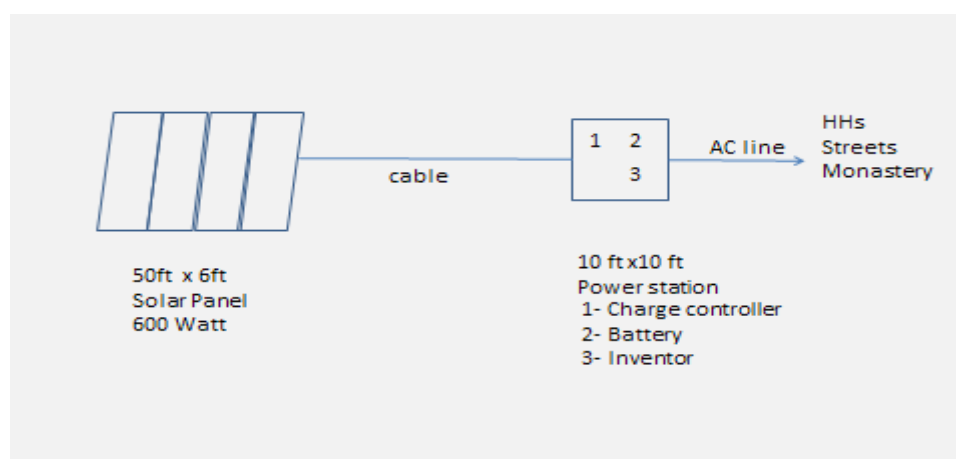 1 2
3
cable
AC line
HHs
Streets
Monastery
50ft x 6ft
Solar Panel
600 Watt
10 ft x10 ft
Power station
1- Charge controller
2- Battery
3- Inventor